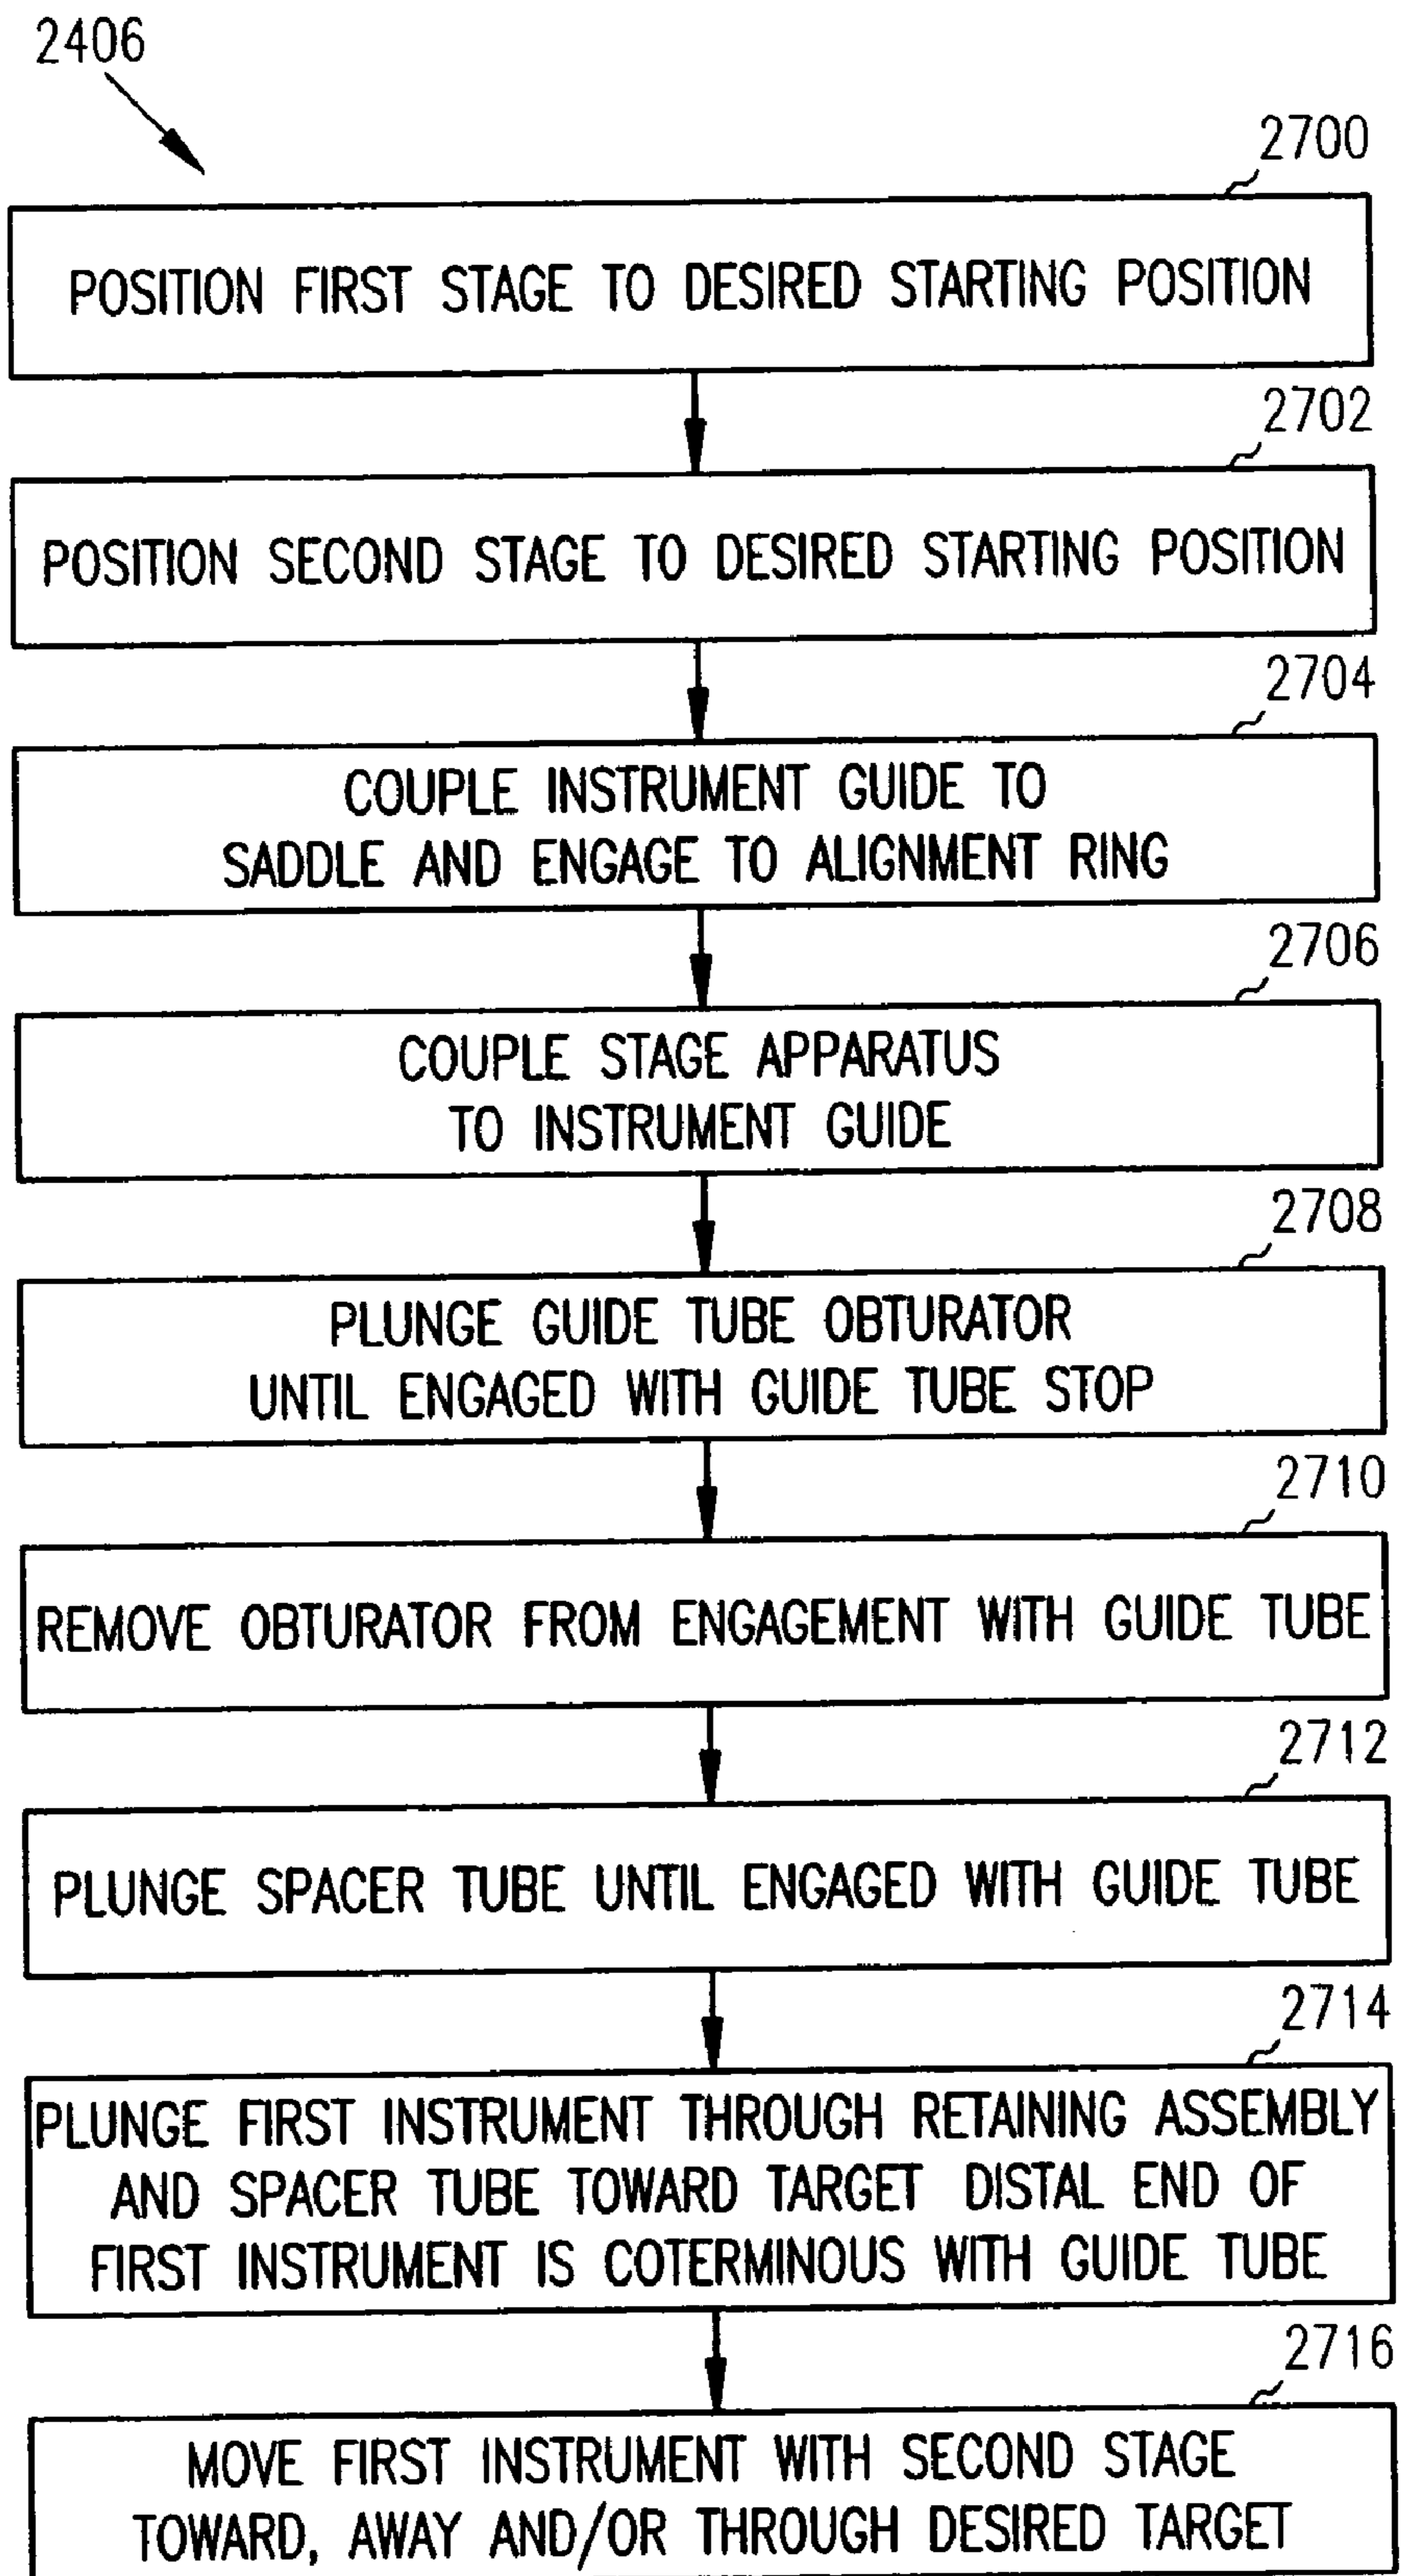 2406
2700
POSITION FIRST STAGE TO DESIRED STARTING POSITION
2702
POSITION SECOND STAGE TO DESIRED STARTING POSITION
2704
COUPLE INSTRUMENT GUIDE TO
SADDLE AND ENGAGE TO ALIGNMENT RING
2706
COUPLE STAGE APPARATUS
TO INSTRUMENT GUIDE
2708
PLUNGE GUIDE TUBE OBTURATOR
UNTIL ENGAGED WITH GUIDE TUBE STOP
2710
REMOVE OBTURATOR FROM ENGAGEMENT WITH GUIDE TUBE
2712
PLUNGE SPACER TUBE UNTIL ENGAGED WITH GUIDE TUBE
2714
PLUNGE FIRST INSTRUMENT THROUGH RETAINING ASSEMBLY
AND SPACER TUBE TOWARD TARGET DISTAL END OF
FIRST INSTRUMENT IS COTERMINOUS WITH GUIDE TUBE
2716
MOVE FIRST INSTRUMENT WITH SECOND STAGE
TOWARD, AWAY AND/OR THROUGH DESIRED TARGET